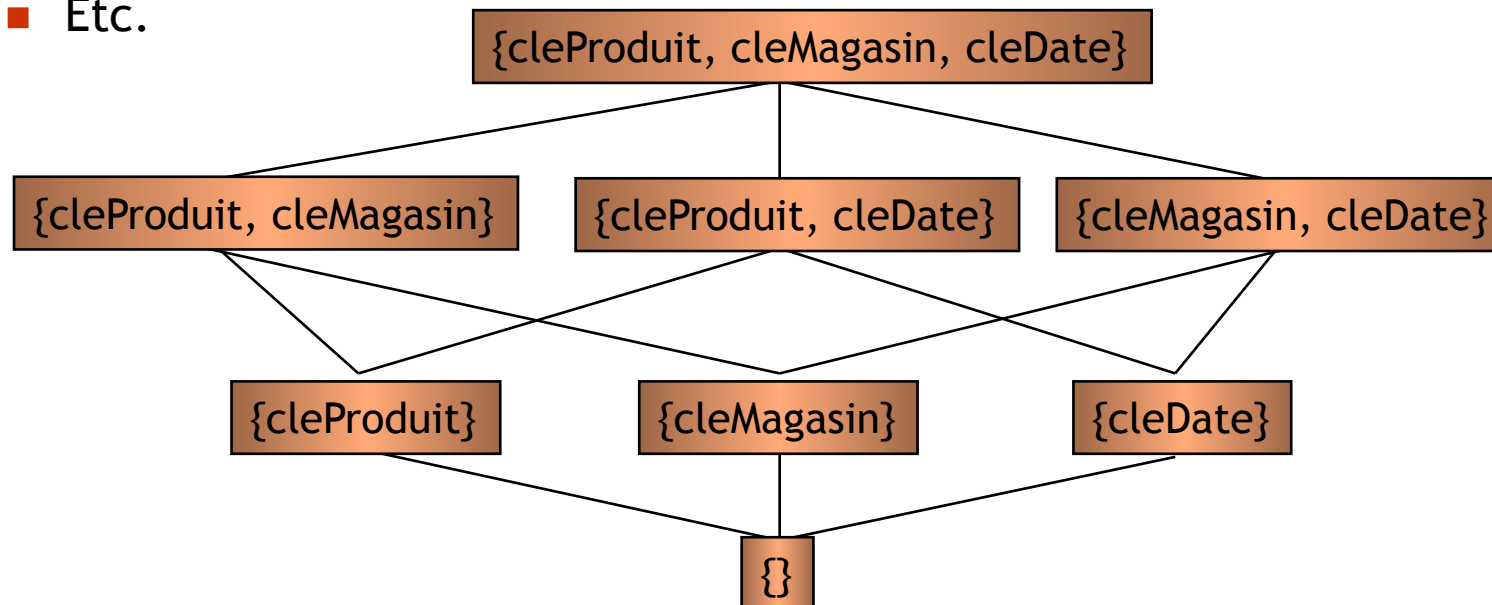 Etc.
{cleProduit, cleMagasin, cleDate}
{cleProduit, cleMagasin}
{cleProduit, cleDate}
{cleMagasin, cleDate}
{cleProduit}
{cleMagasin}
{cleDate}
{}